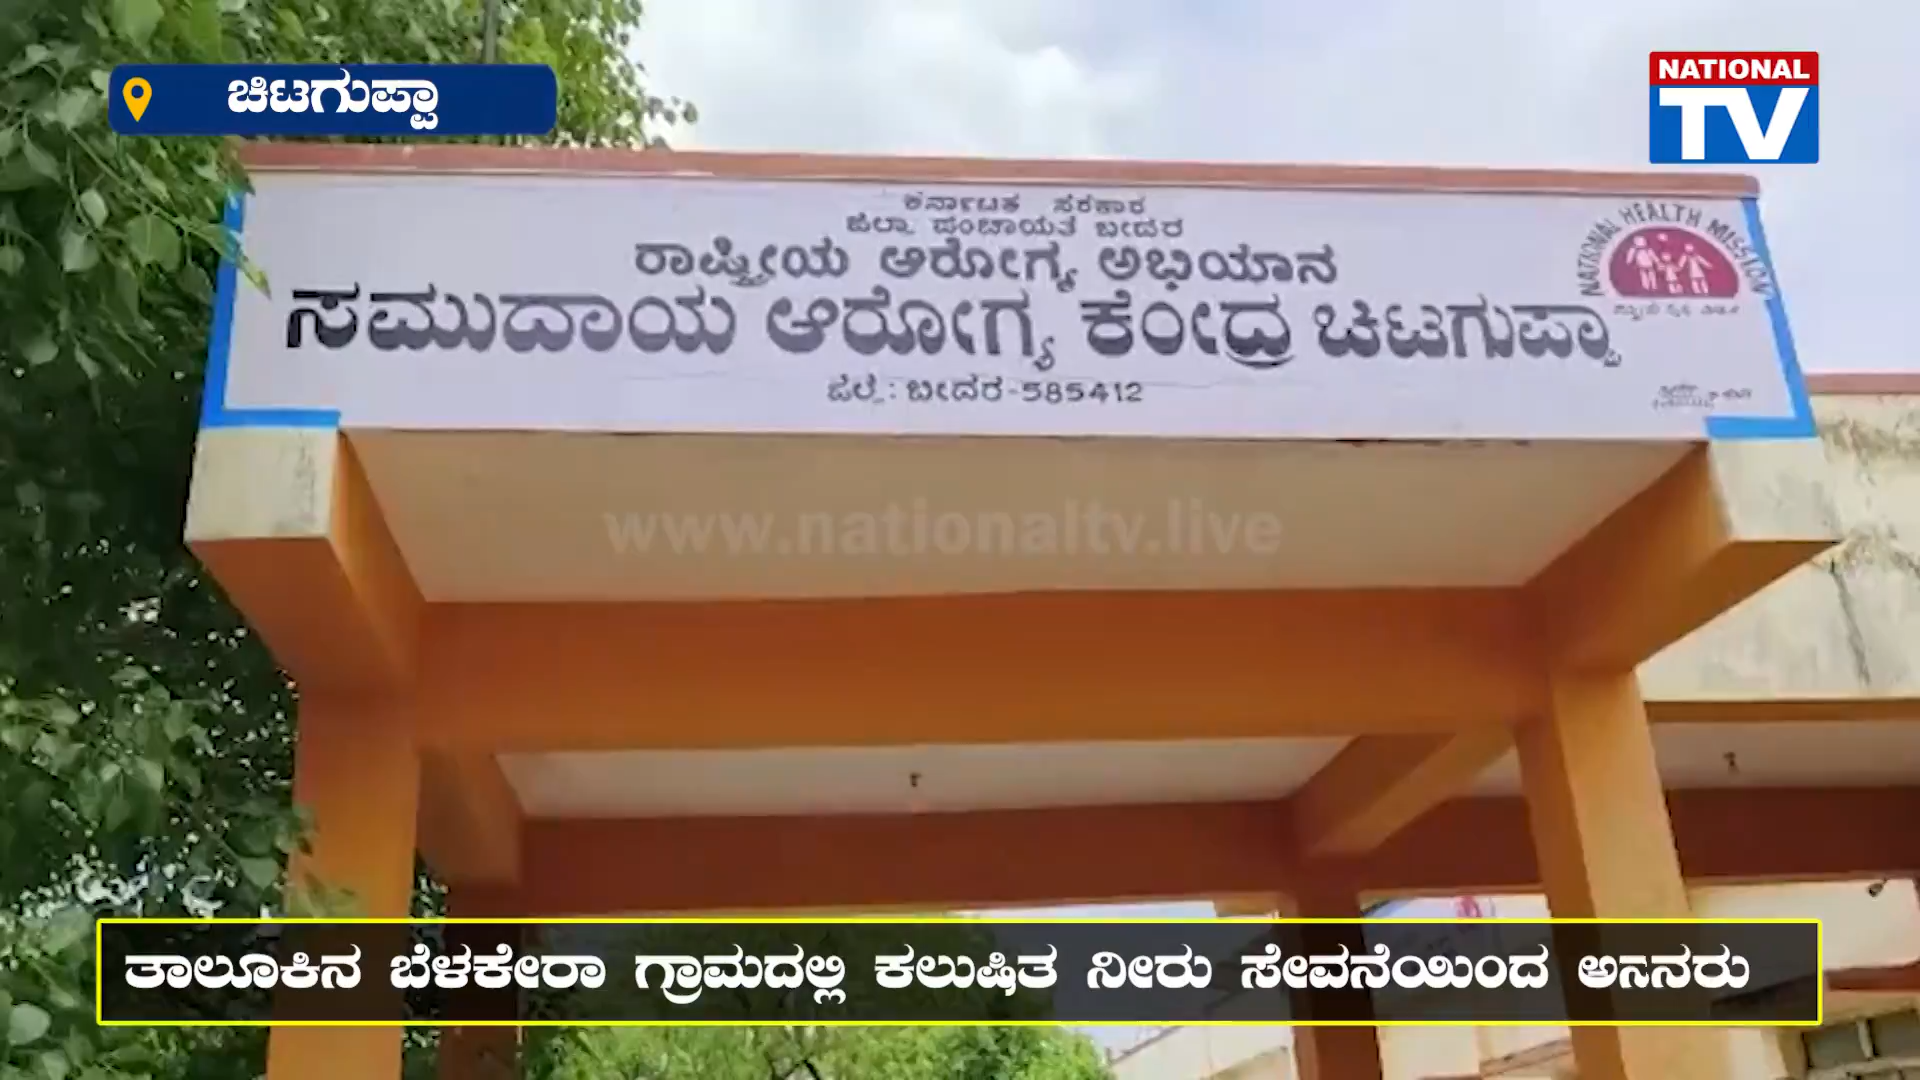 ಚಿಟಗುಪ್ಪಾ
NATIONAL
TV
ಕರ್ನಾಟಕ ಸರಕಾರ
ಜಿಲ್ಲಾ ಪಂಚಾಯತ ಬೀದರ
ರಾಷ್ಟ್ರೀಯ ಆರೋಗ್ಯ ಅಭಿಯಾನ
NATIONAL HEALTH MISSION
ಸಮುದಾಯ ಆರೋಗ್ಯ ಕೇಂದ್ರ ಚಿಟಗುಪ್ಪಾ
ಜಿಲ್ಲೆ : ಬೀದರ-585412
www.nationaltv.live
ತಾಲೂಕಿನ ಬೆಳಕೇರಾ ಗ್ರಾಮದಲ್ಲಿ ಕಲುಷಿತ ನೀರು ಸೇವನೆಯಿಂದ